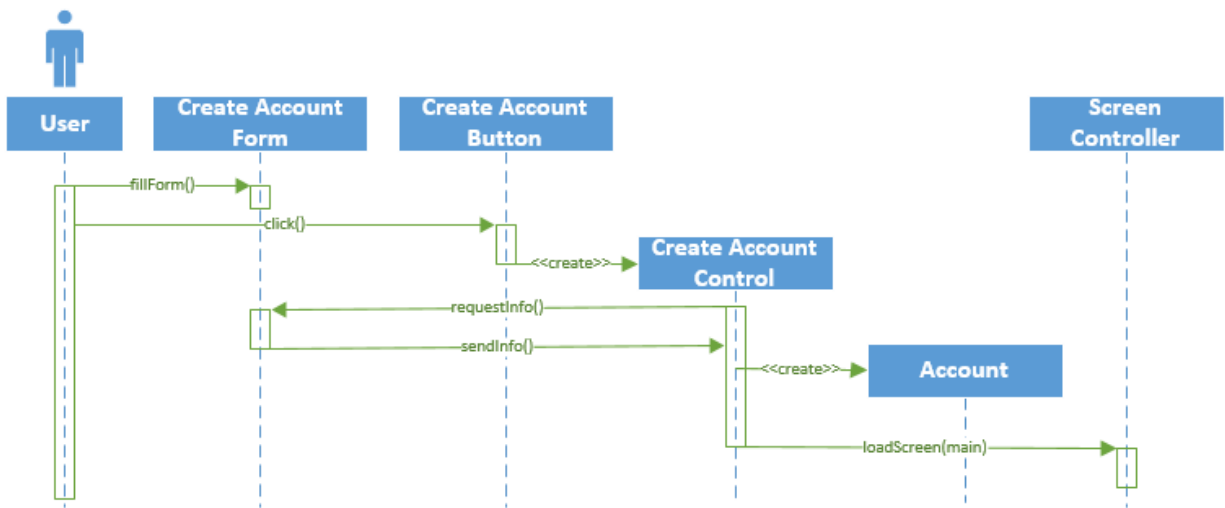 User
Create Account
Form
Create Account
Button
Screen
Controller
fillForm()
click()
<<create>>
Create Account
Control
requestInfo()
sendInfo()
<<create>>
Account
loadScreen(main)